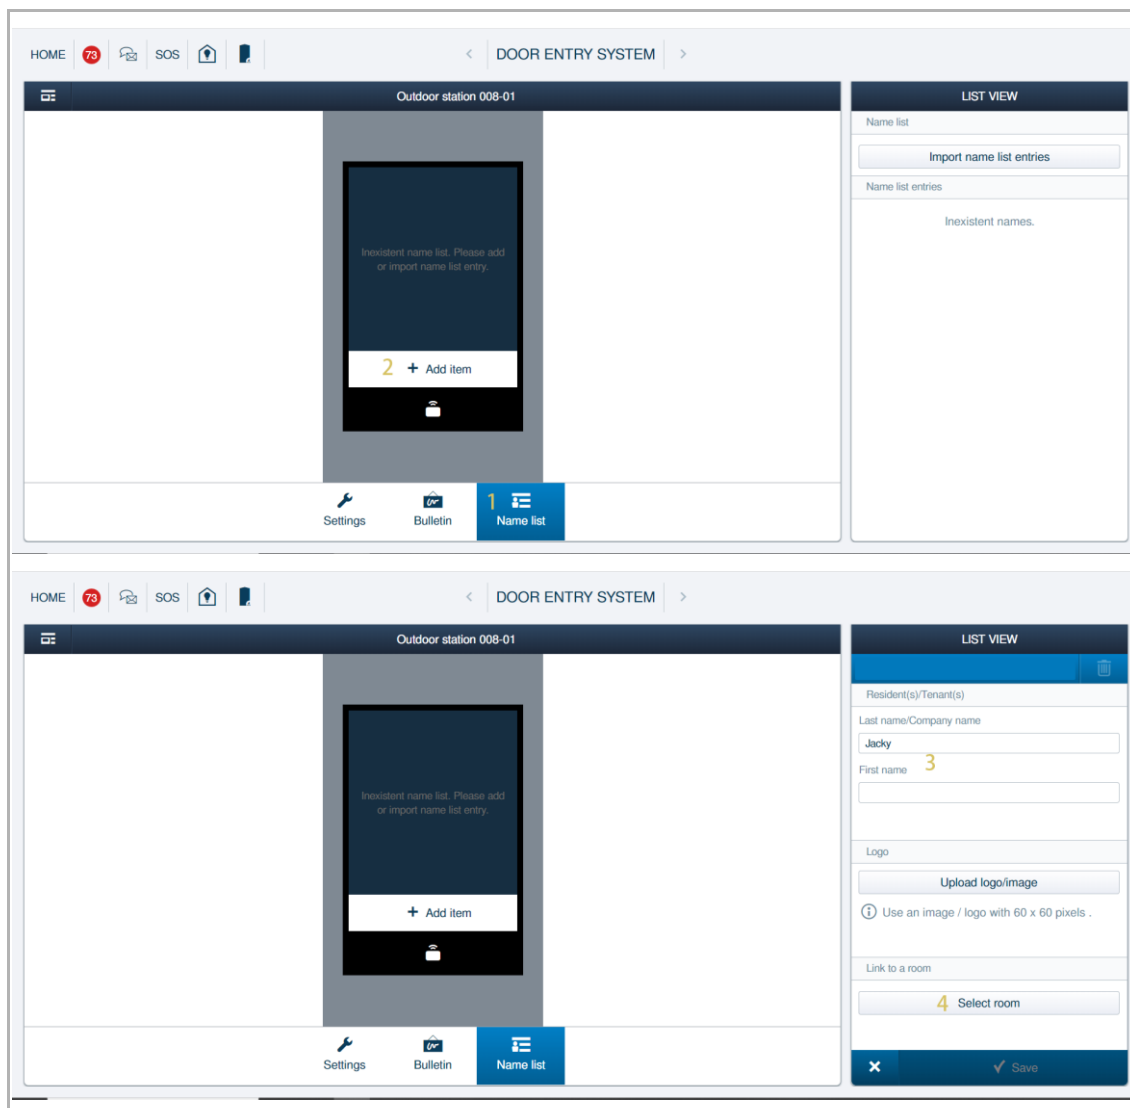 HOME 73 SOS < DOOR ENTRY SYSTEM >
Outdoor station 008-01
LIST VIEW
Name list
Import name list entries
Name list entries
Inexistent names.
Inexistent name list. Please add
or import name list entry.
2 + Add item
Settings
Bulletin
1 Name list
HOME 73 SOS < DOOR ENTRY SYSTEM >
Outdoor station 008-01
LIST VIEW
Resident(s)/Tenant(s)
Last name/Company name
Jacky
3
First name
Inexistent name list. Please add
or import name list entry.
+ Add item
Logo
Upload logo/image
Use an image / logo with 60 x 60 pixels .
Link to a room
4 Select room
Settings
Bulletin
Name list
Save